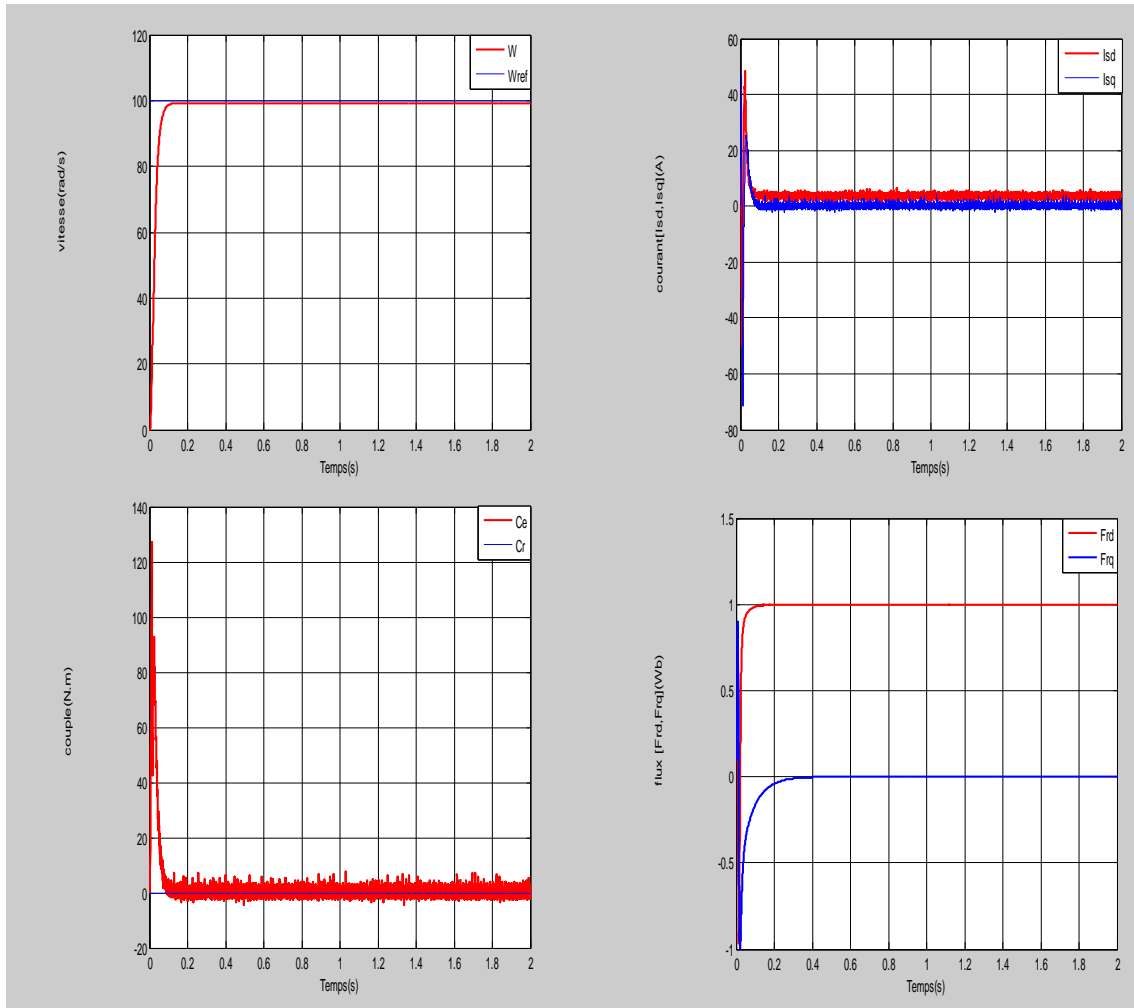 120
100
80
60
40
20
0
vitesse(rad/s)
W
Wref
0 0.2 0.4 0.6 0.8 1 1.2 1.4 1.6 1.8 2
Temps(s)
60
40
20
0
-20
-40
-60
-80
courant[Isd,Isq](A)
Isd
Isq
0 0.2 0.4 0.6 0.8 1 1.2 1.4 1.6 1.8 2
Temps(s)
140
120
100
80
60
40
20
0
-20
couple(N.m)
Ce
Cr
0 0.2 0.4 0.6 0.8 1 1.2 1.4 1.6 1.8 2
Temps(s)
1.5
1
0.5
0
-0.5
-1
flux [Frd,Frq](Wb)
Frd
Frq
0 0.2 0.4 0.6 0.8 1 1.2 1.4 1.6 1.8 2
Temps(s)